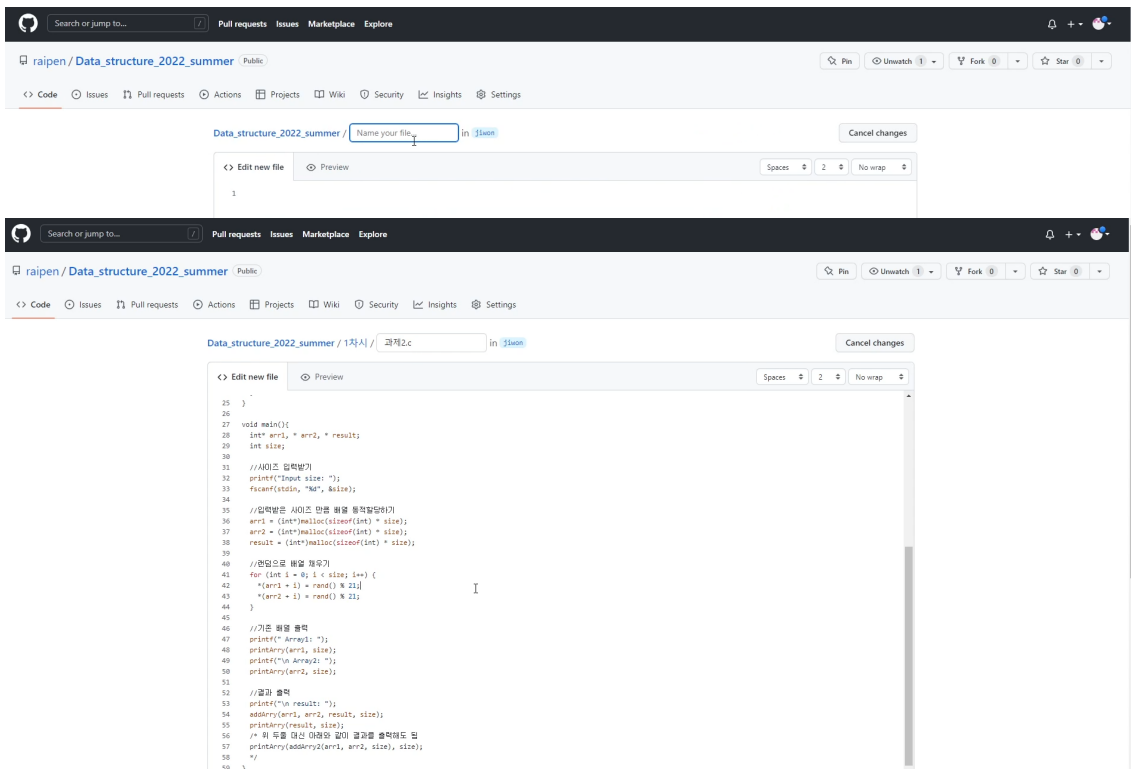 Search or jump to... /
Pull requests Issues Marketplace Explore
raipen / Data_structure_2022_summer Public
Pin Unwatch 1 Fork 0 Star 0
Code Issues Pull requests Actions Projects Wiki Security Insights Settings
Data_structure_2022_summer / Name your file... in jiwon Cancel changes
<> Edit new file Preview Spaces 2 No wrap
1
Search or jump to... /
Pull requests Issues Marketplace Explore
raipen / Data_structure_2022_summer Public
Pin Unwatch 1 Fork 0 Star 0
Code Issues Pull requests Actions Projects Wiki Security Insights Settings
Data_structure_2022_summer / 1차시 / 과제2.c in jiwon Cancel changes
<> Edit new file Preview Spaces 2 No wrap
25 }
26
27 void main(){
28 int* arr1, * arr2, * result;
29 int size;
30
31 //사이즈 입력받기
32 printf("Input size: ");
33 fscanf(stdin, "%d", &size);
34
35 //입력받은 사이즈 만큼 배열 동적할당하기
36 arr1 = (int*)malloc(sizeof(int) * size);
37 arr2 = (int*)malloc(sizeof(int) * size);
38 result = (int*)malloc(sizeof(int) * size);
39
40 //랜덤으로 배열 채우기
41 for (int i = 0; i < size; i++) {
42 *(arr1 + i) = rand() % 21;
43 *(arr2 + i) = rand() % 21;
44 }
45
46 //기존 배열 출력
47 printf(" Array1: ");
48 printArry(arr1, size);
49 printf("\n Array2: ");
50 printArry(arr2, size);
51
52 //결과 출력
53 printf("\n result: ");
54 addArry(arr1, arr2, result, size);
55 printArry(result, size);
56 /* 위 두줄 대신 아래와 같이 결과를 출력해도 됨
57 printArry(addArry2(arr1, arr2, size), size);
58 */
59 }